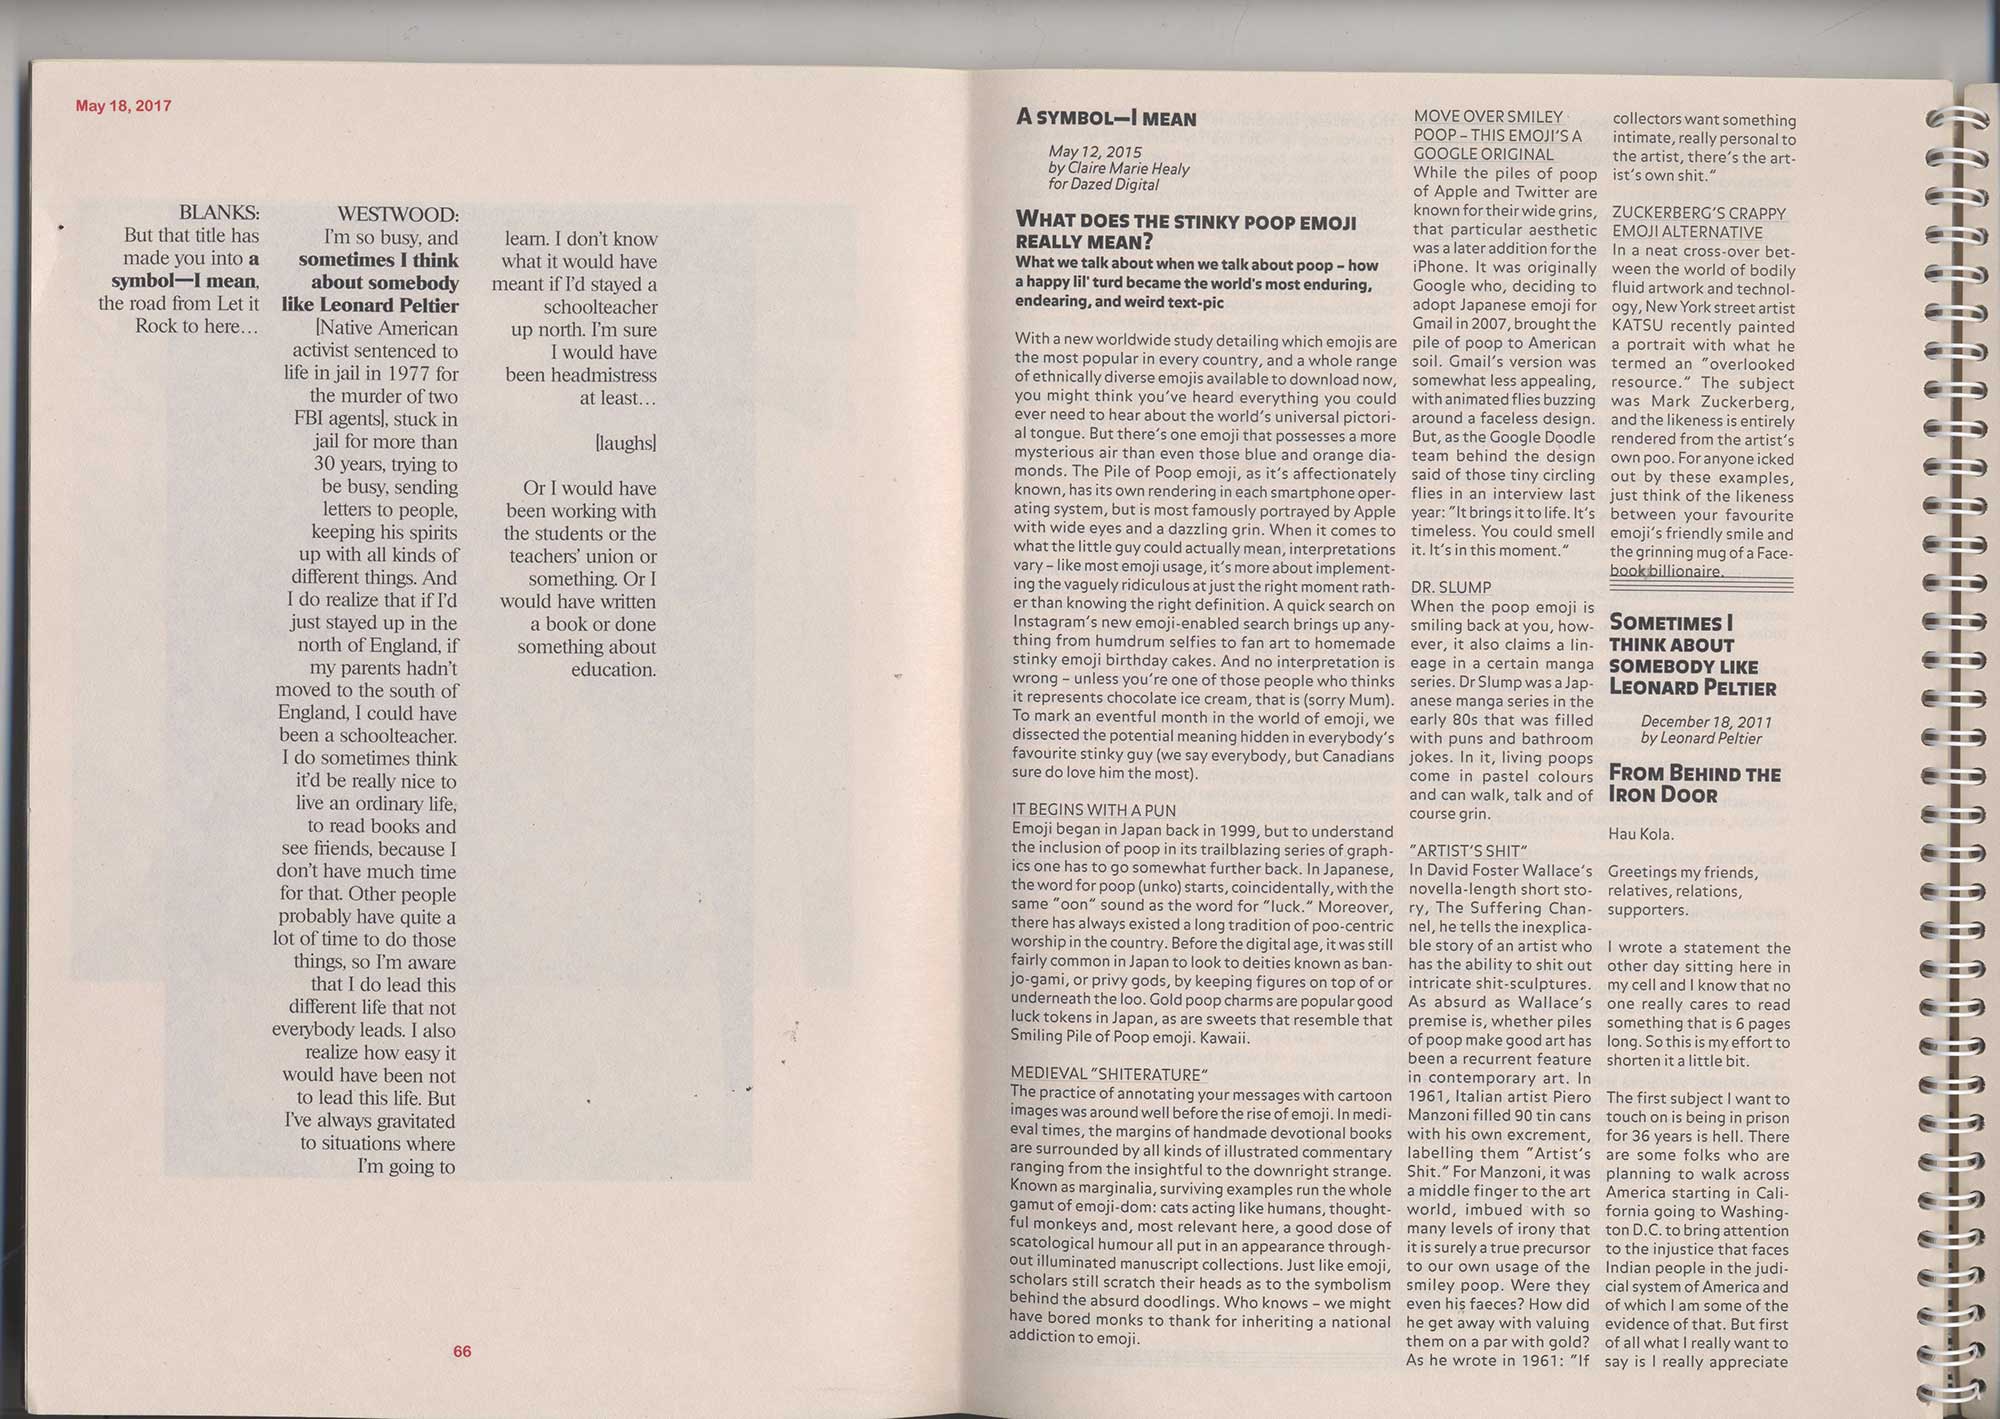 May 18, 2017
BLANKS:
But that title has
made you into a
symbol—I mean,
the road from Let it
Rock to here…
WESTWOOD:
I'm so busy, and
sometimes I think
about somebody
like Leonard Peltier
[Native American
activist sentenced to
life in jail in 1977 for
the murder of two
FBI agents], stuck in
jail for more than
30 years, trying to
be busy, sending
letters to people,
keeping his spirits
up with all kinds of
different things. And
I do realize that if I'd
just stayed up in the
north of England, if
my parents hadn't
moved to the south of
England, I could have
been a schoolteacher.
I do sometimes think
it'd be really nice to
live an ordinary life,
to read books and
see friends, because I
don't have much time
for that. Other people
probably have quite a
lot of time to do those
things, so I'm aware
that I do lead this
different life that not
everybody leads. I also
realize how easy it
would have been not
to lead this life. But
I've always gravitated
to situations where
I'm going to
learn. I don't know
what it would have
meant if I'd stayed a
schoolteacher
up north. I'm sure
I would have
been headmistress
at least…
[laughs]
Or I would have
been working with
the students or the
teachers' union or
something. Or I
would have written
a book or done
something about
education.
66
A SYMBOL—I MEAN
May 12, 2015
by Claire Marie Healy
for Dazed Digital
WHAT DOES THE STINKY POOP EMOJI
REALLY MEAN?
What we talk about when we talk about poop – how
a happy lil' turd became the world's most enduring,
endearing, and weird text-pic
With a new worldwide study detailing which emojis are
the most popular in every country, and a whole range
of ethnically diverse emojis available to download now,
you might think you've heard everything you could
ever need to hear about the world's universal pictori-
al tongue. But there's one emoji that possesses a more
mysterious air than even those blue and orange dia-
monds. The Pile of Poop emoji, as it's affectionately
known, has its own rendering in each smartphone oper-
ating system, but is most famously portrayed by Apple
with wide eyes and a dazzling grin. When it comes to
what the little guy could actually mean, interpretations
vary – like most emoji usage, it's more about implement-
ing the vaguely ridiculous at just the right moment rath-
er than knowing the right definition. A quick search on
Instagram's new emoji-enabled search brings up any-
thing from humdrum selfies to fan art to homemade
stinky emoji birthday cakes. And no interpretation is
wrong – unless you're one of those people who thinks
it represents chocolate ice cream, that is (sorry Mum).
To mark an eventful month in the world of emoji, we
dissected the potential meaning hidden in everybody's
favourite stinky guy (we say everybody, but Canadians
sure do love him the most).
IT BEGINS WITH A PUN
Emoji began in Japan back in 1999, but to understand
the inclusion of poop in its trailblazing series of graph-
ics one has to go somewhat further back. In Japanese,
the word for poop (unko) starts, coincidentally, with the
same "oon" sound as the word for "luck." Moreover,
there has always existed a long tradition of poo-centric
worship in the country. Before the digital age, it was still
fairly common in Japan to look to deities known as ban-
jo-gami, or privy gods, by keeping figures on top of or
underneath the loo. Gold poop charms are popular good
luck tokens in Japan, as are sweets that resemble that
Smiling Pile of Poop emoji. Kawaii.
MEDIEVAL "SHITERATURE"
The practice of annotating your messages with cartoon
images was around well before the rise of emoji. In medi-
eval times, the margins of handmade devotional books
are surrounded by all kinds of illustrated commentary
ranging from the insightful to the downright strange.
Known as marginalia, surviving examples run the whole
gamut of emoji-dom: cats acting like humans, thought-
ful monkeys and, most relevant here, a good dose of
scatological humour all put in an appearance through-
out illuminated manuscript collections. Just like emoji,
scholars still scratch their heads as to the symbolism
behind the absurd doodlings. Who knows – we might
have bored monks to thank for inheriting a national
addiction to emoji.
MOVE OVER SMILEY
POOP – THIS EMOJI'S A
GOOGLE ORIGINAL
While the piles of poop
of Apple and Twitter are
known for their wide grins,
that particular aesthetic
was a later addition for the
iPhone. It was originally
Google who, deciding to
adopt Japanese emoji for
Gmail in 2007, brought the
pile of poop to American
soil. Gmail's version was
somewhat less appealing,
with animated flies buzzing
around a faceless design.
But, as the Google Doodle
team behind the design
said of those tiny circling
flies in an interview last
year: "It brings it to life. It's
timeless. You could smell
it. It's in this moment."
DR. SLUMP
When the poop emoji is
smiling back at you, how-
ever, it also claims a lin-
eage in a certain manga
series. Dr Slump was a Jap-
anese manga series in the
early 80s that was filled
with puns and bathroom
jokes. In it, living poops
come in pastel colours
and can walk, talk and of
course grin.
"ARTIST'S SHIT"
In David Foster Wallace's
novella-length short sto-
ry, The Suffering Chan-
nel, he tells the inexplica-
ble story of an artist who
has the ability to shit out
intricate shit-sculptures.
As absurd as Wallace's
premise is, whether piles
of poop make good art has
been a recurrent feature
in contemporary art. In
1961, Italian artist Piero
Manzoni filled 90 tin cans
with his own excrement,
labelling them "Artist's
Shit." For Manzoni, it was
a middle finger to the art
world, imbued with so
many levels of irony that
it is surely a true precursor
to our own usage of the
smiley poop. Were they
even his faeces? How did
he get away with valuing
them on a par with gold?
As he wrote in 1961: "If
collectors want something
intimate, really personal to
the artist, there's the art-
ist's own shit."
ZUCKERBERG'S CRAPPY
EMOJI ALTERNATIVE
In a neat cross-over bet-
ween the world of bodily
fluid artwork and technol-
ogy, New York street artist
KATSU recently painted
a portrait with what he
termed an "overlooked
resource." The subject
was Mark Zuckerberg,
and the likeness is entirely
rendered from the artist's
own poo. For anyone icked
out by these examples,
just think of the likeness
between your favourite
emoji's friendly smile and
the grinning mug of a Face-
book billionaire.
SOMETIMES I
THINK ABOUT
SOMEBODY LIKE
LEONARD PELTIER
December 18, 2011
by Leonard Peltier
FROM BEHIND THE
IRON DOOR
Hau Kola.
Greetings my friends,
relatives, relations,
supporters.
I wrote a statement the
other day sitting here in
my cell and I know that no
one really cares to read
something that is 6 pages
long. So this is my effort to
shorten it a little bit.
The first subject I want to
touch on is being in prison
for 36 years is hell. There
are some folks who are
planning to walk across
America starting in Cali-
fornia going to Washing-
ton D.C. to bring attention
to the injustice that faces
Indian people in the judi-
cial system of America and
of which I am some of the
evidence of that. But first
of all what I really want to
say is I really appreciate